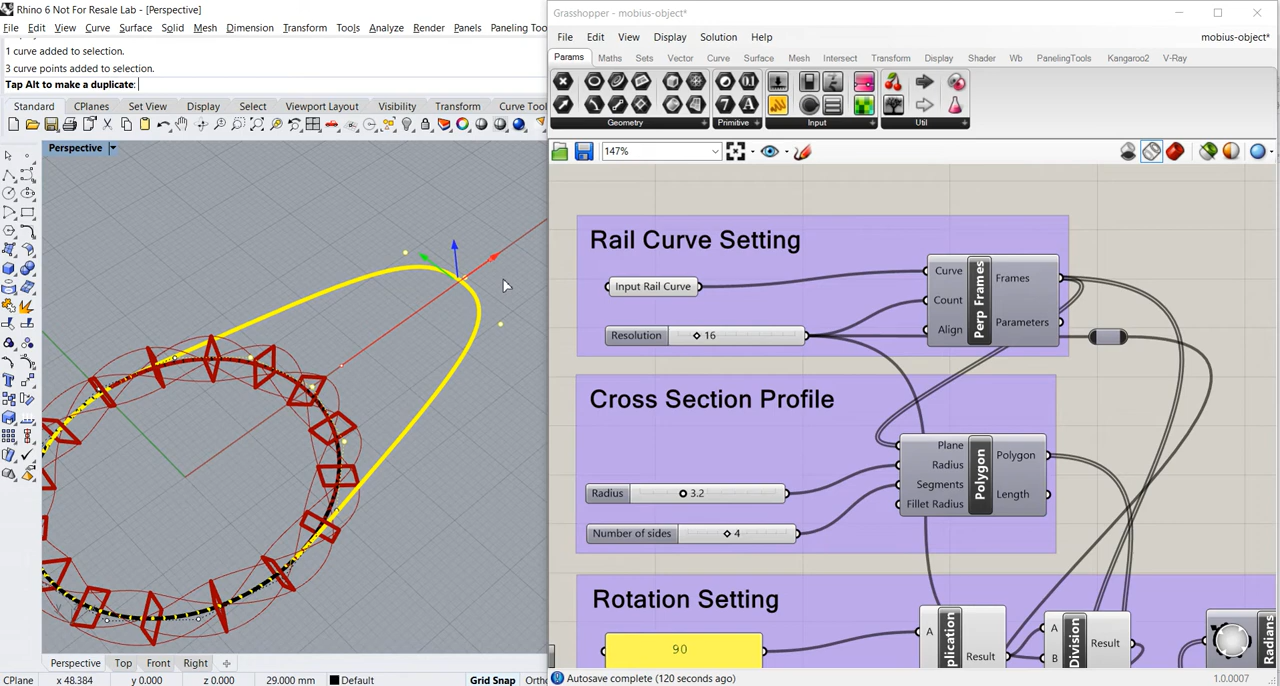 Rhino 6 Not For Resale Lab - [Perspective]
File Edit View Curve Surface Solid Mesh Dimension Transform Tools Analyze Render Panels Paneling Too
1 curve added to selection.
3 curve points added to selection.
Tap Alt to make a duplicate:
Standard CPlanes Set View Display Select Viewport Layout Visibility Transform Curve Tool
Perspective
Perspective Top Front Right
CPlane x 48.384 y 0.000 z 0.000 29.000 mm Default Grid Snap Ortho
Grasshopper - mobius-object*
File Edit View Display Solution Help mobius-object*
Params Maths Sets Vector Curve Surface Mesh Intersect Transform Display Shader Wb PanelingTools Kangaroo2 V-Ray
Geometry Primitive Input Util
147%
Rail Curve Setting
Input Rail Curve
Resolution 16
Curve
Count
Align
Perp Frames
Frames
Parameters
Cross Section Profile
Radius 3.2
Number of sides 4
Plane
Radius
Segments
Fillet Radius
Polygon
Polygon
Length
Rotation Setting
90
A
plication
Result
A
B
Division
Result
Radians
Autosave complete (120 seconds ago)
1.0.0007